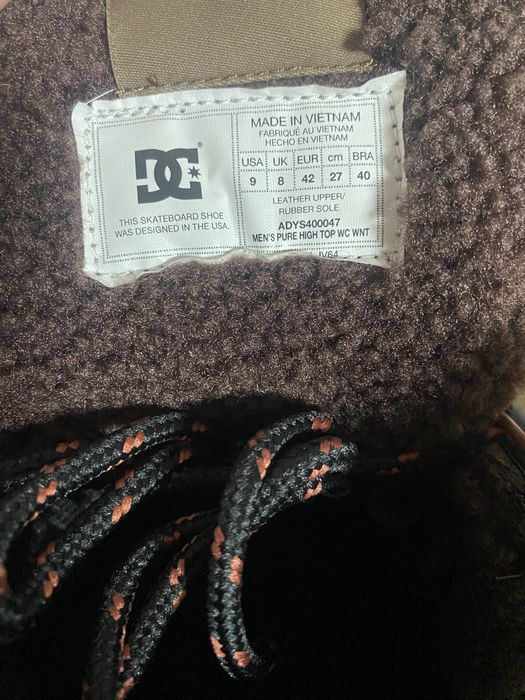 DC
THIS SKATEBOARD SHOE
WAS DESIGNED IN THE USA.
MADE IN VIETNAM
FABRIQUÉ AU VIETNAM
HECHO EN VIETNAM
USA UK EUR cm BRA
9 8 42 27 40
LEATHER UPPER/
RUBBER SOLE
ADYS400047
MEN'S PURE HIGH TOP WC WNT